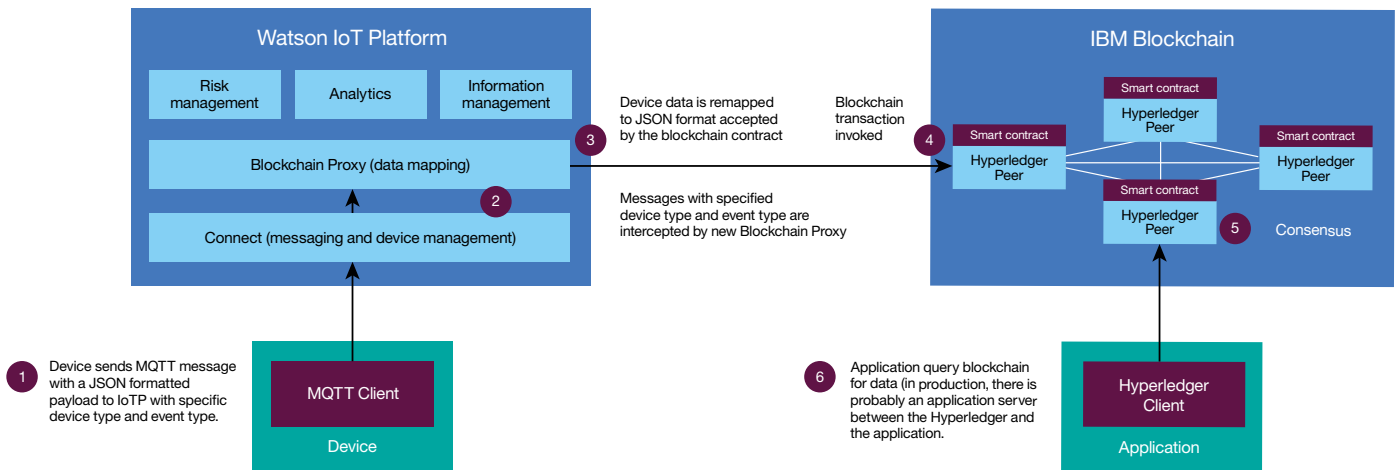 Watson IoT Platform
Risk
management
Analytics
Information
management
Blockchain Proxy (data mapping)
2
Connect (messaging and device management)
3
Device data is remapped
to JSON format accepted
by the blockchain contract
Messages with specified
device type and event type are
intercepted by new Blockchain Proxy
Blockchain
transaction
invoked
4
IBM Blockchain
Smart contract
Hyperledger
Peer
Smart contract
Hyperledger
Peer
Smart contract
Hyperledger
Peer
Smart contract
Hyperledger
Peer
5
Consensus
1
Device sends MQTT message
with a JSON formatted
payload to IoTP with specific
device type and event type.
MQTT Client
Device
6
Application query blockchain
for data (in production, there is
probably an application server
between the Hyperledger and
the application.
Hyperledger
Client
Application